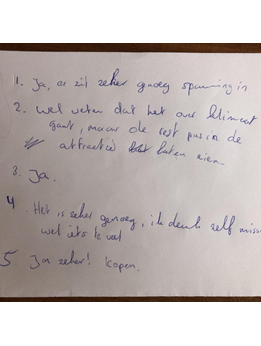 1. Ja, er zit zeker genoeg spanning in
2. Wel weten dat het over klimaat
gaat, maar de rest pas in de
attractie laten zien
3. Ja.
4. Het is zeker genoeg, ik denk zelf miss
wel iets te veel
5 Ja zeker! Kopen.